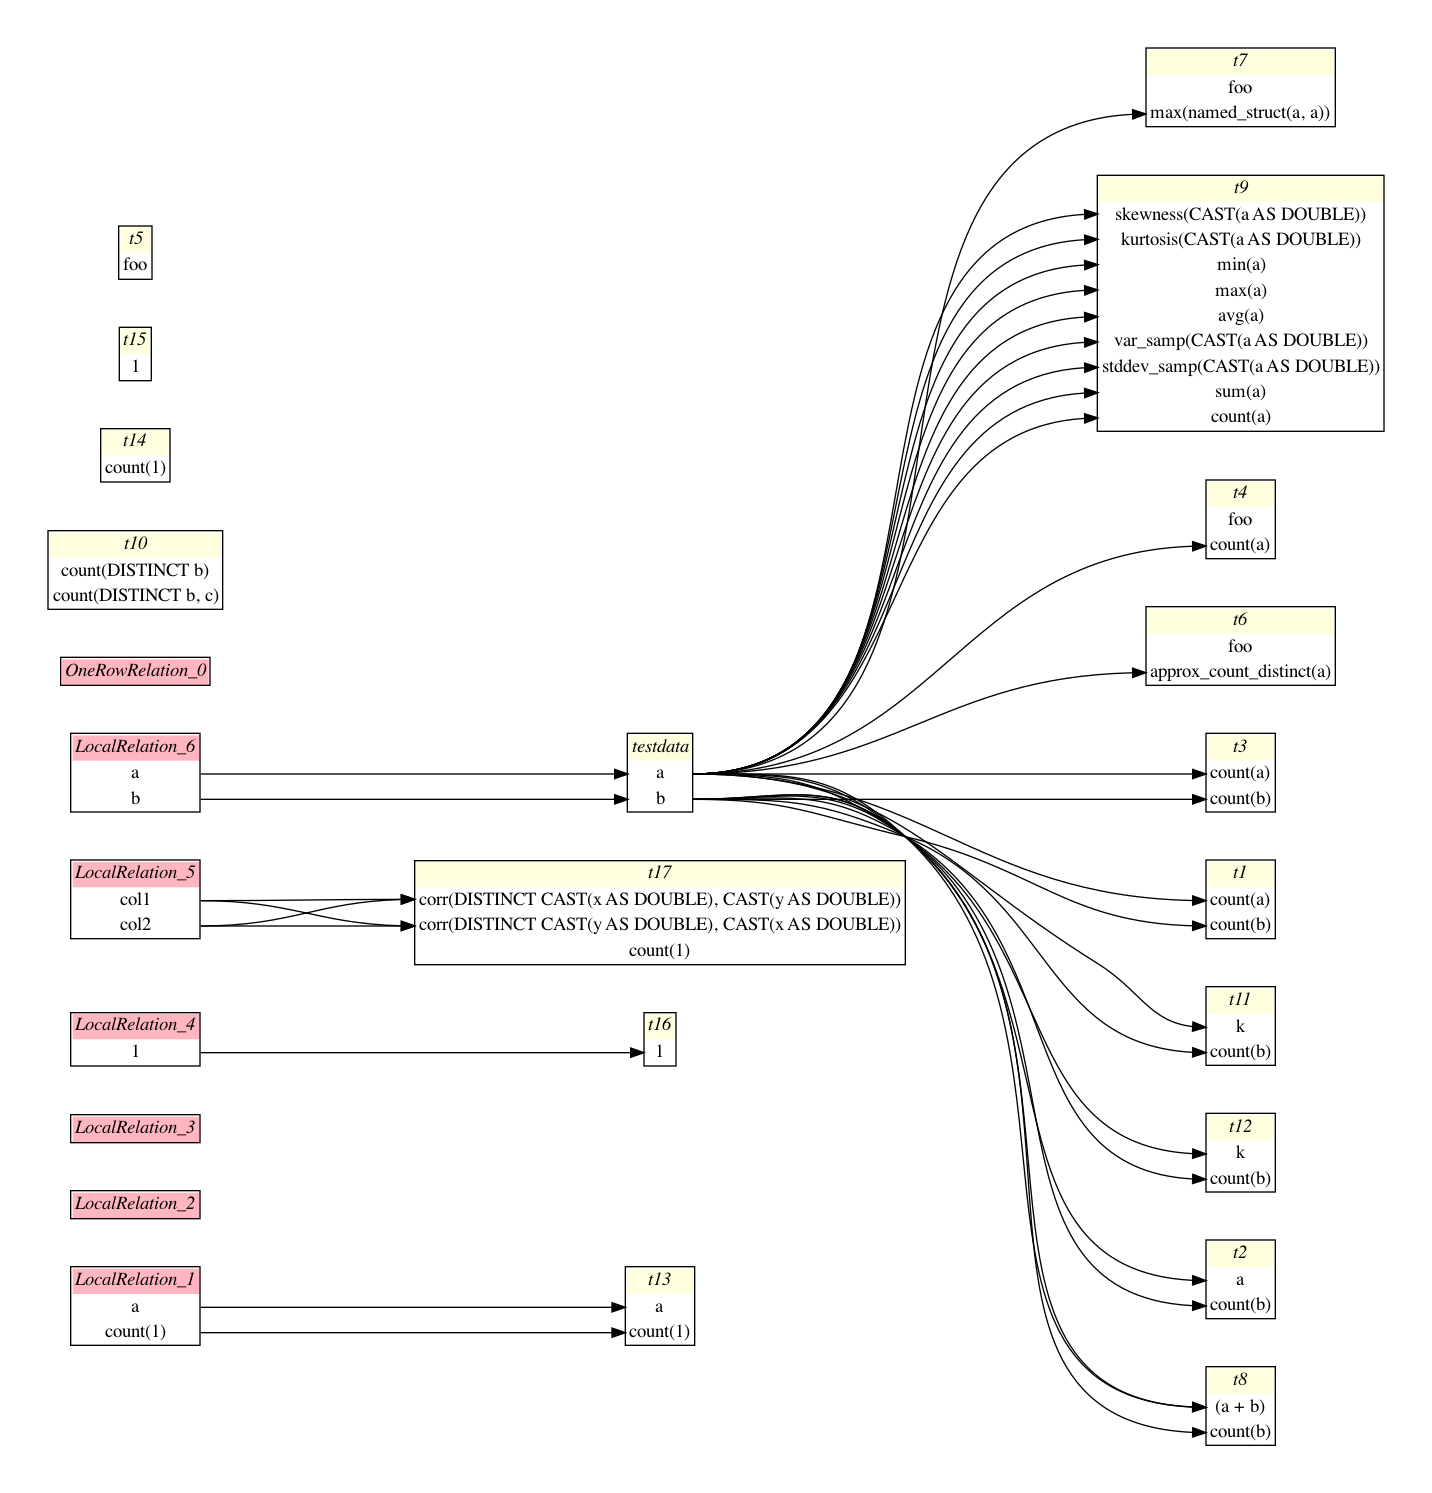 t5
foo
t15
1
t14
count(1)
t10
count(DISTINCT b)
count(DISTINCT b, c)
OneRowRelation_0
LocalRelation_6
a
b
LocalRelation_5
col1
col2
LocalRelation_4
1
LocalRelation_3
LocalRelation_2
LocalRelation_1
a
count(1)
testdata
a
b
t17
corr(DISTINCT CAST(x AS DOUBLE), CAST(y AS DOUBLE))
corr(DISTINCT CAST(y AS DOUBLE), CAST(x AS DOUBLE))
count(1)
t16
1
t13
a
count(1)
t7
foo
max(named_struct(a, a))
t9
skewness(CAST(a AS DOUBLE))
kurtosis(CAST(a AS DOUBLE))
min(a)
max(a)
avg(a)
var_samp(CAST(a AS DOUBLE))
stddev_samp(CAST(a AS DOUBLE))
sum(a)
count(a)
t4
foo
count(a)
t6
foo
approx_count_distinct(a)
t3
count(a)
count(b)
t1
count(a)
count(b)
t11
k
count(b)
t12
k
count(b)
t2
a
count(b)
t8
(a + b)
count(b)